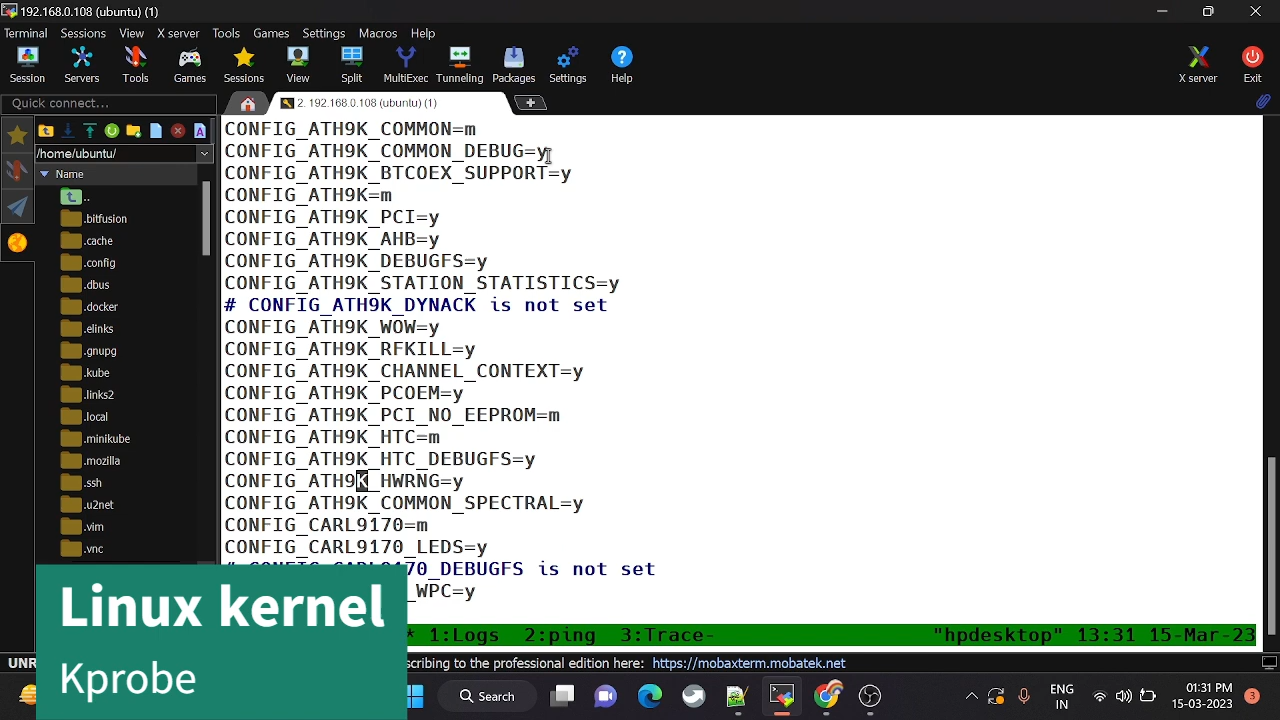 192.168.0.108 (ubuntu) (1)
Terminal Sessions View X server Tools Games Settings Macros Help
Session Servers Tools Games Sessions View Split MultiExec Tunneling Packages Settings Help X server Exit
Quick connect...
2. 192.168.0.108 (ubuntu) (1)
/home/ubuntu/
Name
..
.bitfusion
.cache
.config
.dbus
.docker
.elinks
.gnupg
.kube
.links2
.local
.minikube
.mozilla
.ssh
.u2net
.vim
.vnc
CONFIG_ATH9K_COMMON=m
CONFIG_ATH9K_COMMON_DEBUG=y
CONFIG_ATH9K_BTCOEX_SUPPORT=y
CONFIG_ATH9K=m
CONFIG_ATH9K_PCI=y
CONFIG_ATH9K_AHB=y
CONFIG_ATH9K_DEBUGFS=y
CONFIG_ATH9K_STATION_STATISTICS=y
# CONFIG_ATH9K_DYNACK is not set
CONFIG_ATH9K_WOW=y
CONFIG_ATH9K_RFKILL=y
CONFIG_ATH9K_CHANNEL_CONTEXT=y
CONFIG_ATH9K_PCOEM=y
CONFIG_ATH9K_PCI_NO_EEPROM=m
CONFIG_ATH9K_HTC=m
CONFIG_ATH9K_HTC_DEBUGFS=y
CONFIG_ATH9K_HWRNG=y
CONFIG_ATH9K_COMMON_SPECTRAL=y
CONFIG_CARL9170=m
CONFIG_CARL9170_LEDS=y
# CONFIG_CARL9170_DEBUGFS is not set
_WPC=y
* 1:Logs 2:ping 3:Trace- "hpdesktop" 13:31 15-Mar-23
UNR scribing to the professional edition here: https://mobaxterm.mobatek.net
Linux kernel
Kprobe
Search
ENG
IN
01:31 PM
15-03-2023
3